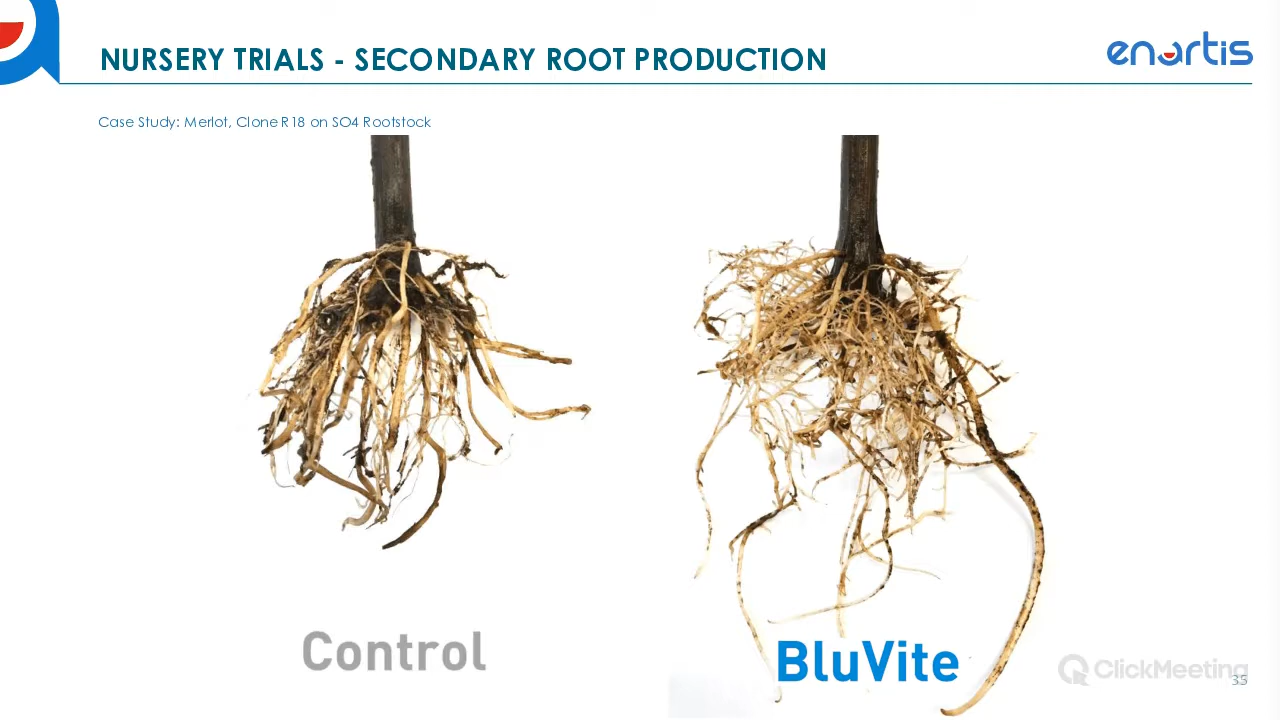 NURSERY TRIALS - SECONDARY ROOT PRODUCTION
enartis
Case Study: Merlot, Clone R18 on SO4 Rootstock
Control
BluVite
ClickMeeting
35